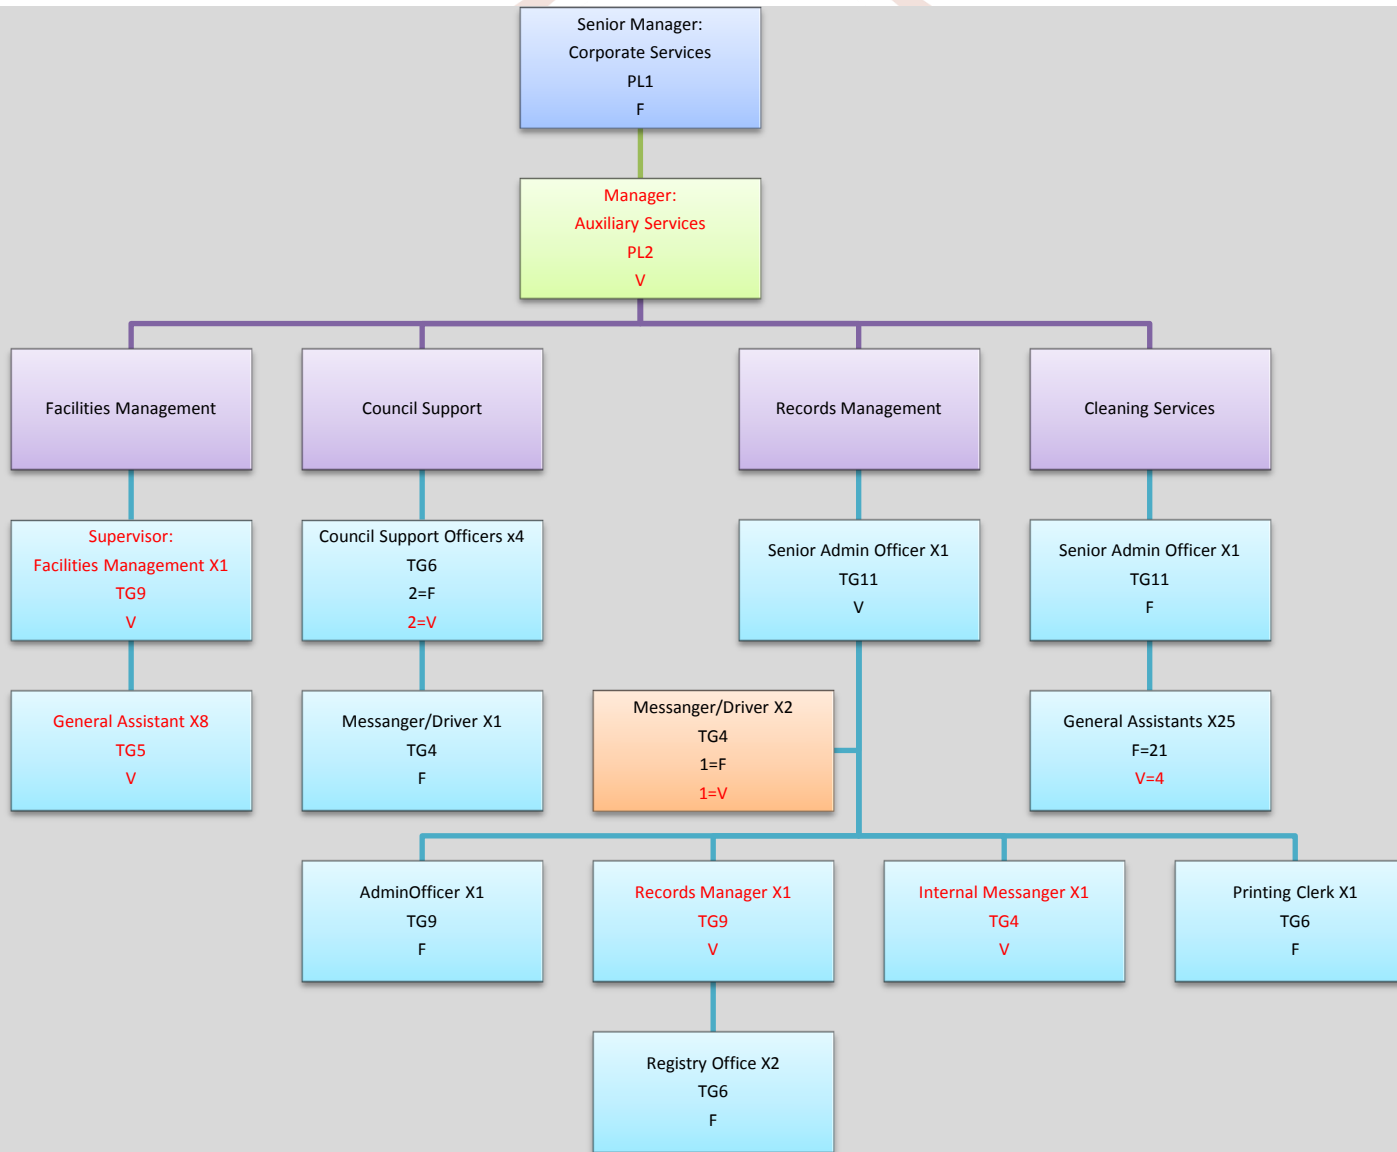 Senior Manager:
Corporate Services
PL1
F
Manager:
Auxiliary Services
PL2
V
Facilities Management
Council Support
Records Management
Cleaning Services
Supervisor:
Facilities Management X1
TG9
V
Council Support Officers x4
TG6
2=F
2=V
Senior Admin Officer X1
TG11
V
Senior Admin Officer X1
TG11
F
General Assistant X8
TG5
V
Messanger/Driver X1
TG4
F
Messanger/Driver X2
TG4
1=F
1=V
General Assistants X25
F=21
V=4
AdminOfficer X1
TG9
F
Records Manager X1
TG9
V
Internal Messanger X1
TG4
V
Printing Clerk X1
TG6
F
Registry Office X2
TG6
F